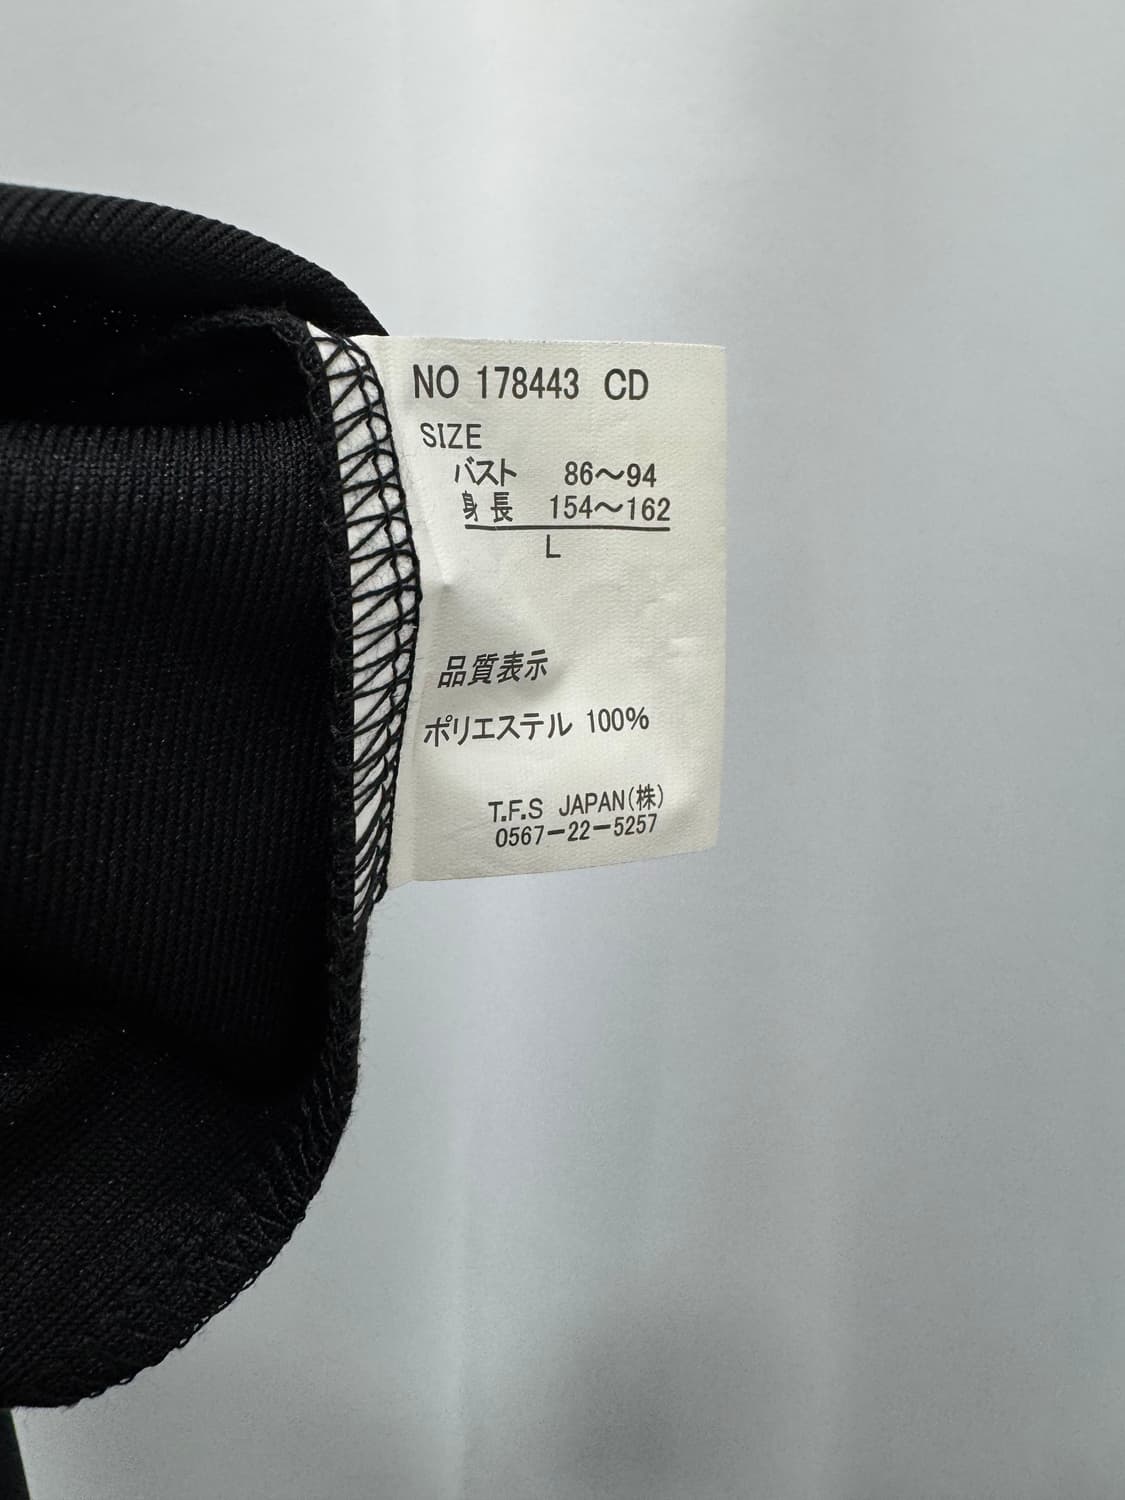 NO 178443 CD
SIZE
バスト 86～94
身長 154～162
L
品質表示
ポリエステル 100%
T.F.S JAPAN(株)
0567-22-5257